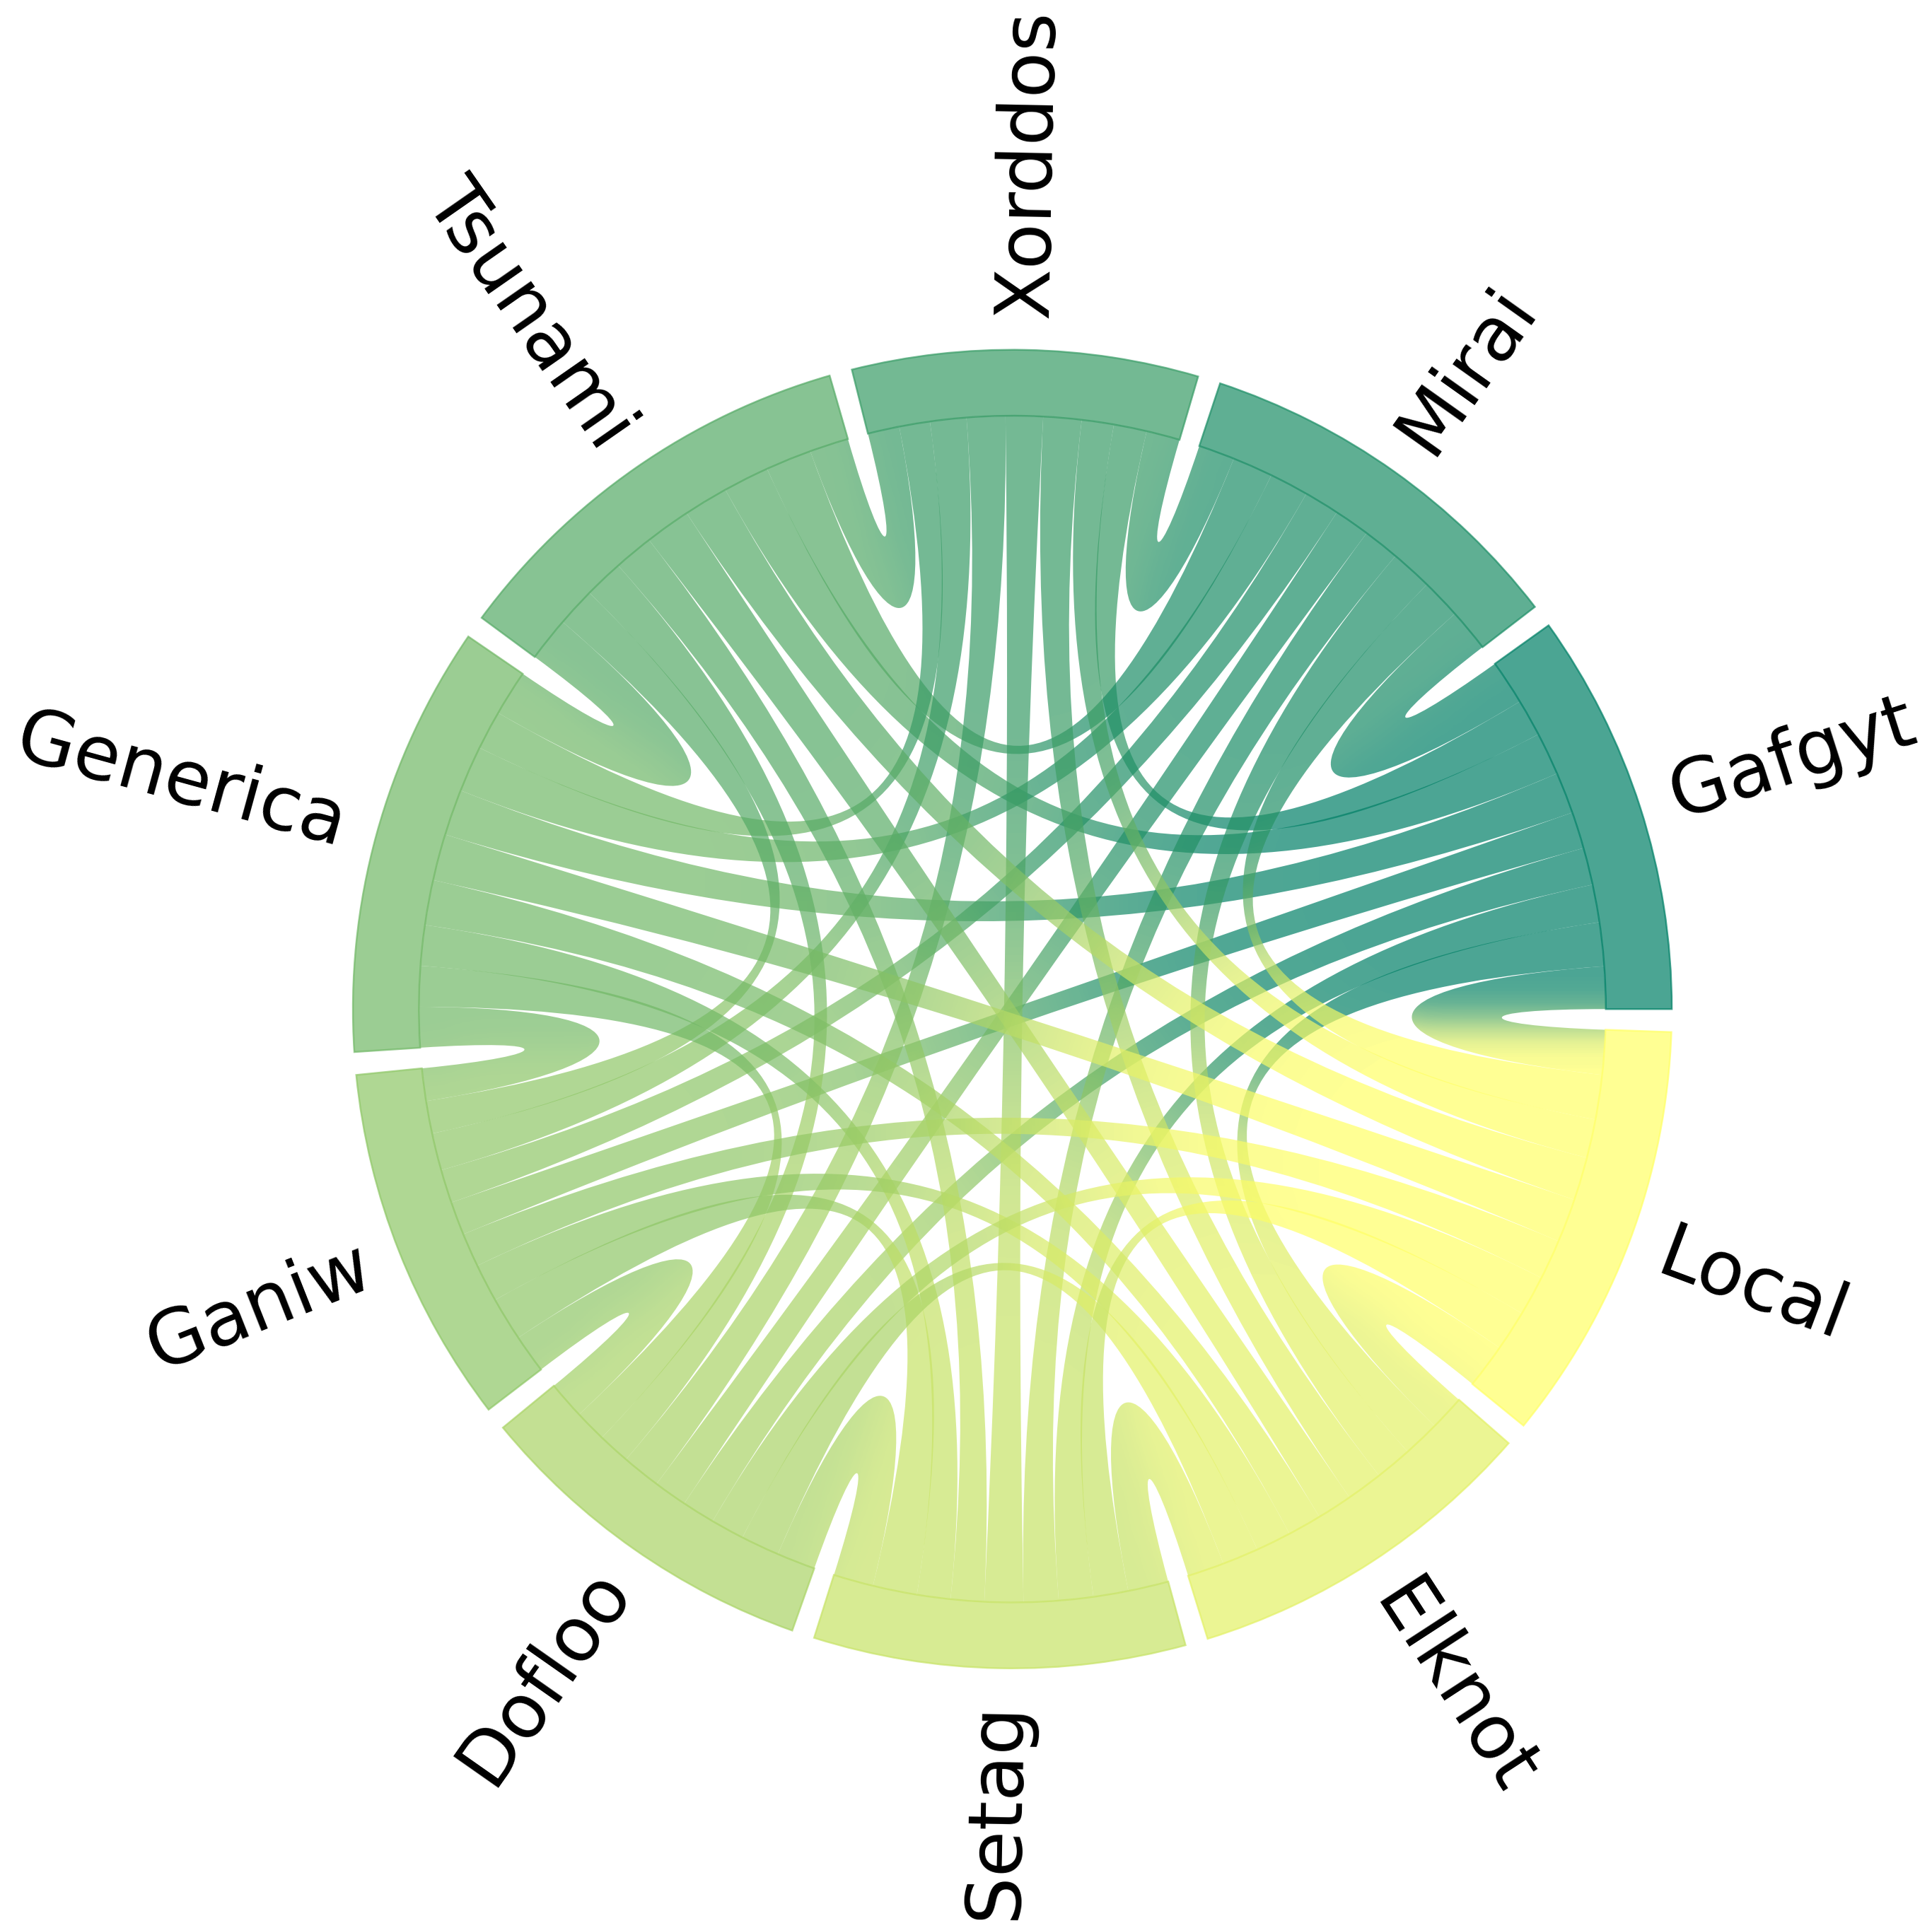 Xorddos
Mirai
Gafgyt
Local
Elknot
Setag
Dofloo
Ganiw
Generica
Tsunami